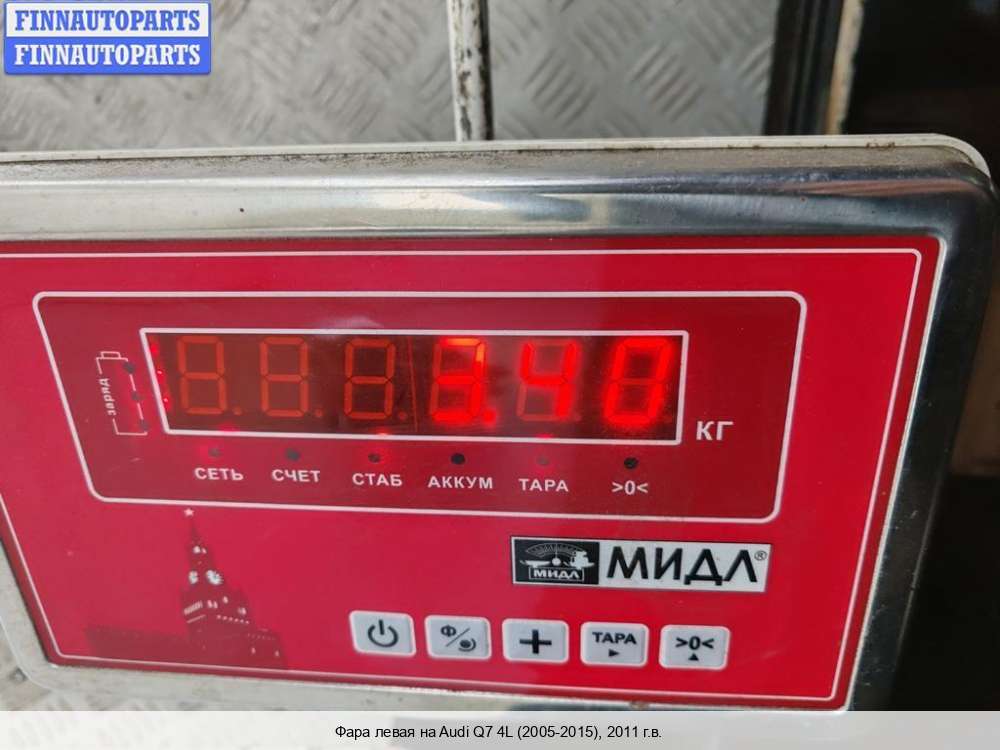 FINNAUTOPARTS
FINNAUTOPARTS
заряд
3.40
КГ
СЕТЬ СЧЕТ СТАБ АККУМ ТАРА >0<
МИДЛ МИДЛ®
Ф ТАРА >0<
Фара левая на Audi Q7 4L (2005-2015), 2011 г.в.